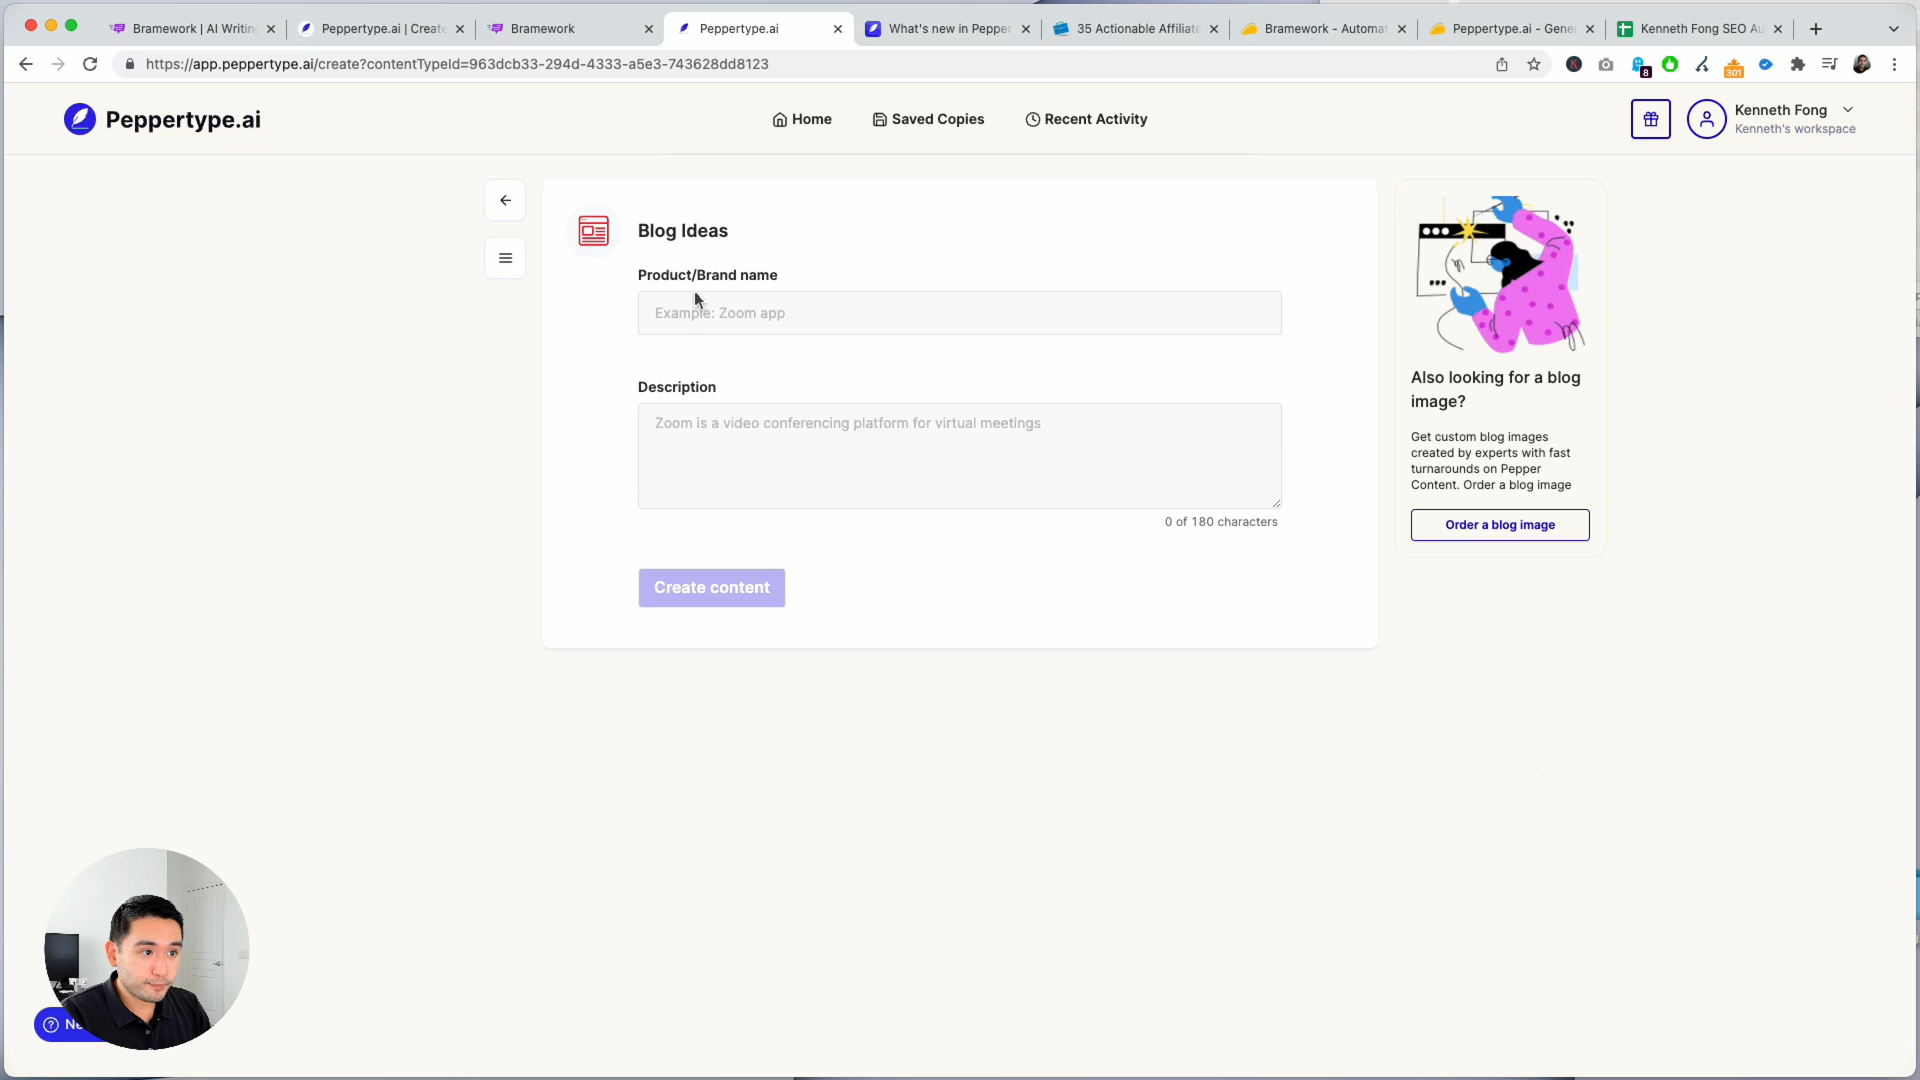 Bramework | AI Writing
Peppertype.ai | Create
Bramework
Peppertype.ai
What's new in Pepper
35 Actionable Affiliate
Bramework - Automat
Peppertype.ai - Gene
Kenneth Fong SEO Au
https://app.peppertype.ai/create?contentTypeId=963dcb33-294d-4333-a5e3-743628dd8123
8
301
Peppertype.ai
Home
Saved Copies
Recent Activity
Kenneth Fong
Kenneth's workspace
Blog Ideas
Product/Brand name
Example: Zoom app
Description
Zoom is a video conferencing platform for virtual meetings
0 of 180 characters
Create content
Also looking for a blog
image?
Get custom blog images
created by experts with fast
turnarounds on Pepper
Content. Order a blog image
Order a blog image